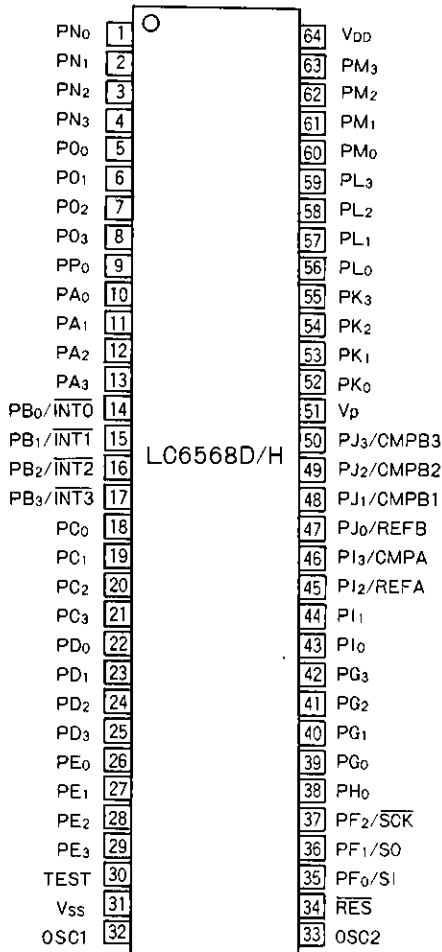 PN0 1
PN1 2
PN2 3
PN3 4
PO0 5
PO1 6
PO2 7
PO3 8
PP0 9
PA0 10
PA1 11
PA2 12
PA3 13
PB0/INT0 14
PB1/INT1 15
PB2/INT2 16
PB3/INT3 17
PC0 18
PC1 19
PC2 20
PC3 21
PD0 22
PD1 23
PD2 24
PD3 25
PE0 26
PE1 27
PE2 28
PE3 29
TEST 30
VSS 31
OSC1 32
LC6568D/H
64 VDD
63 PM3
62 PM2
61 PM1
60 PM0
59 PL3
58 PL2
57 PL1
56 PL0
55 PK3
54 PK2
53 PK1
52 PK0
51 Vp
50 PJ3/CMPB3
49 PJ2/CMPB2
48 PJ1/CMPB1
47 PJ0/REFB
46 PI3/CMPA
45 PI2/REFA
44 PI1
43 PI0
42 PG3
41 PG2
40 PG1
39 PG0
38 PH0
37 PF2/SCK
36 PF1/SO
35 PF0/SI
34 RES
33 OSC2